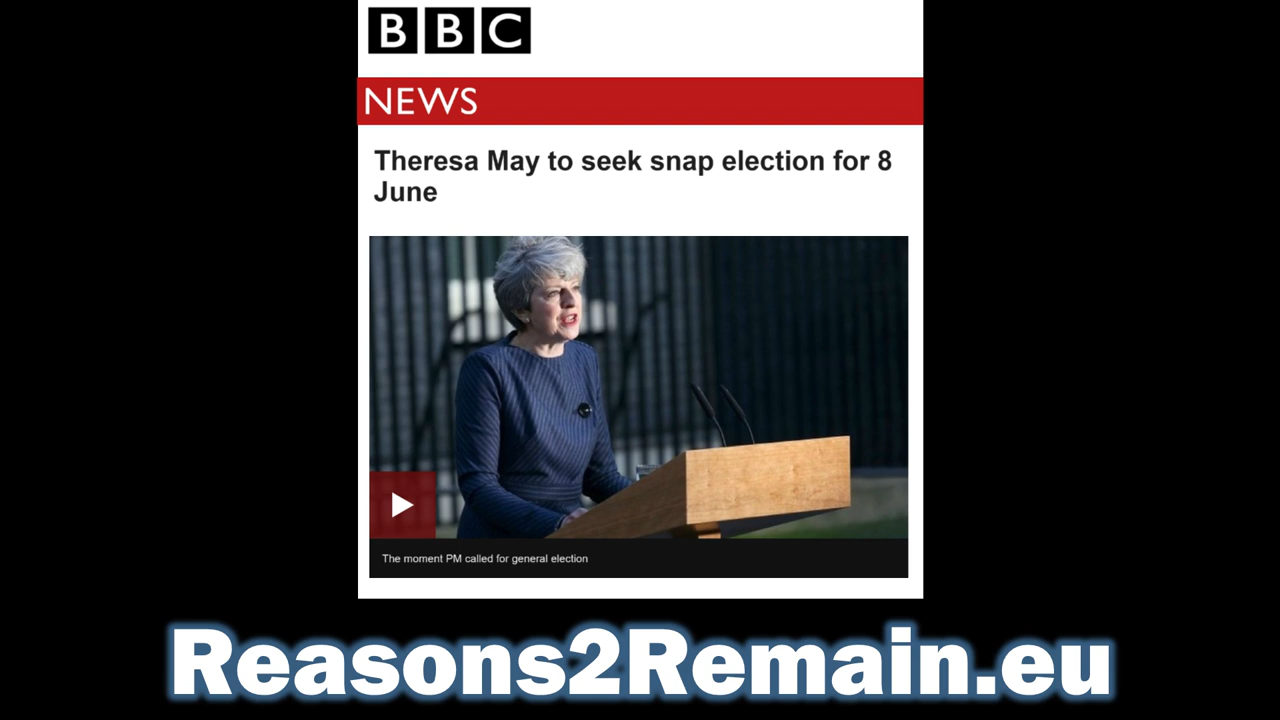 BBC
NEWS
Theresa May to seek snap election for 8
June
The moment PM called for general election
Reasons2Remain.eu